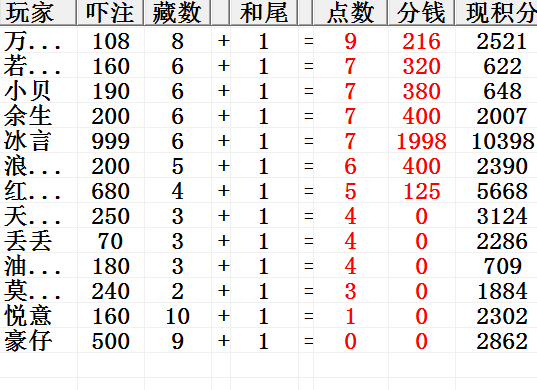 玩家 吓注 藏数 + 和尾 点数 分钱 现积分
万... 108 8 + 1 = 9 216 2521
若... 160 6 + 1 = 7 320 622
小贝 190 6 + 1 = 7 380 648
余生 200 6 + 1 = 7 400 2007
冰言 999 6 + 1 = 7 1998 10398
浪... 200 5 + 1 = 6 400 2390
红... 680 4 + 1 = 5 125 5668
天... 250 3 + 1 = 4 0 3124
丢丢 70 3 + 1 = 4 0 2286
油... 180 3 + 1 = 4 0 709
莫... 240 2 + 1 = 3 0 1884
悦意 160 10 + 1 = 1 0 2302
豪仔 500 9 + 1 = 0 0 2862